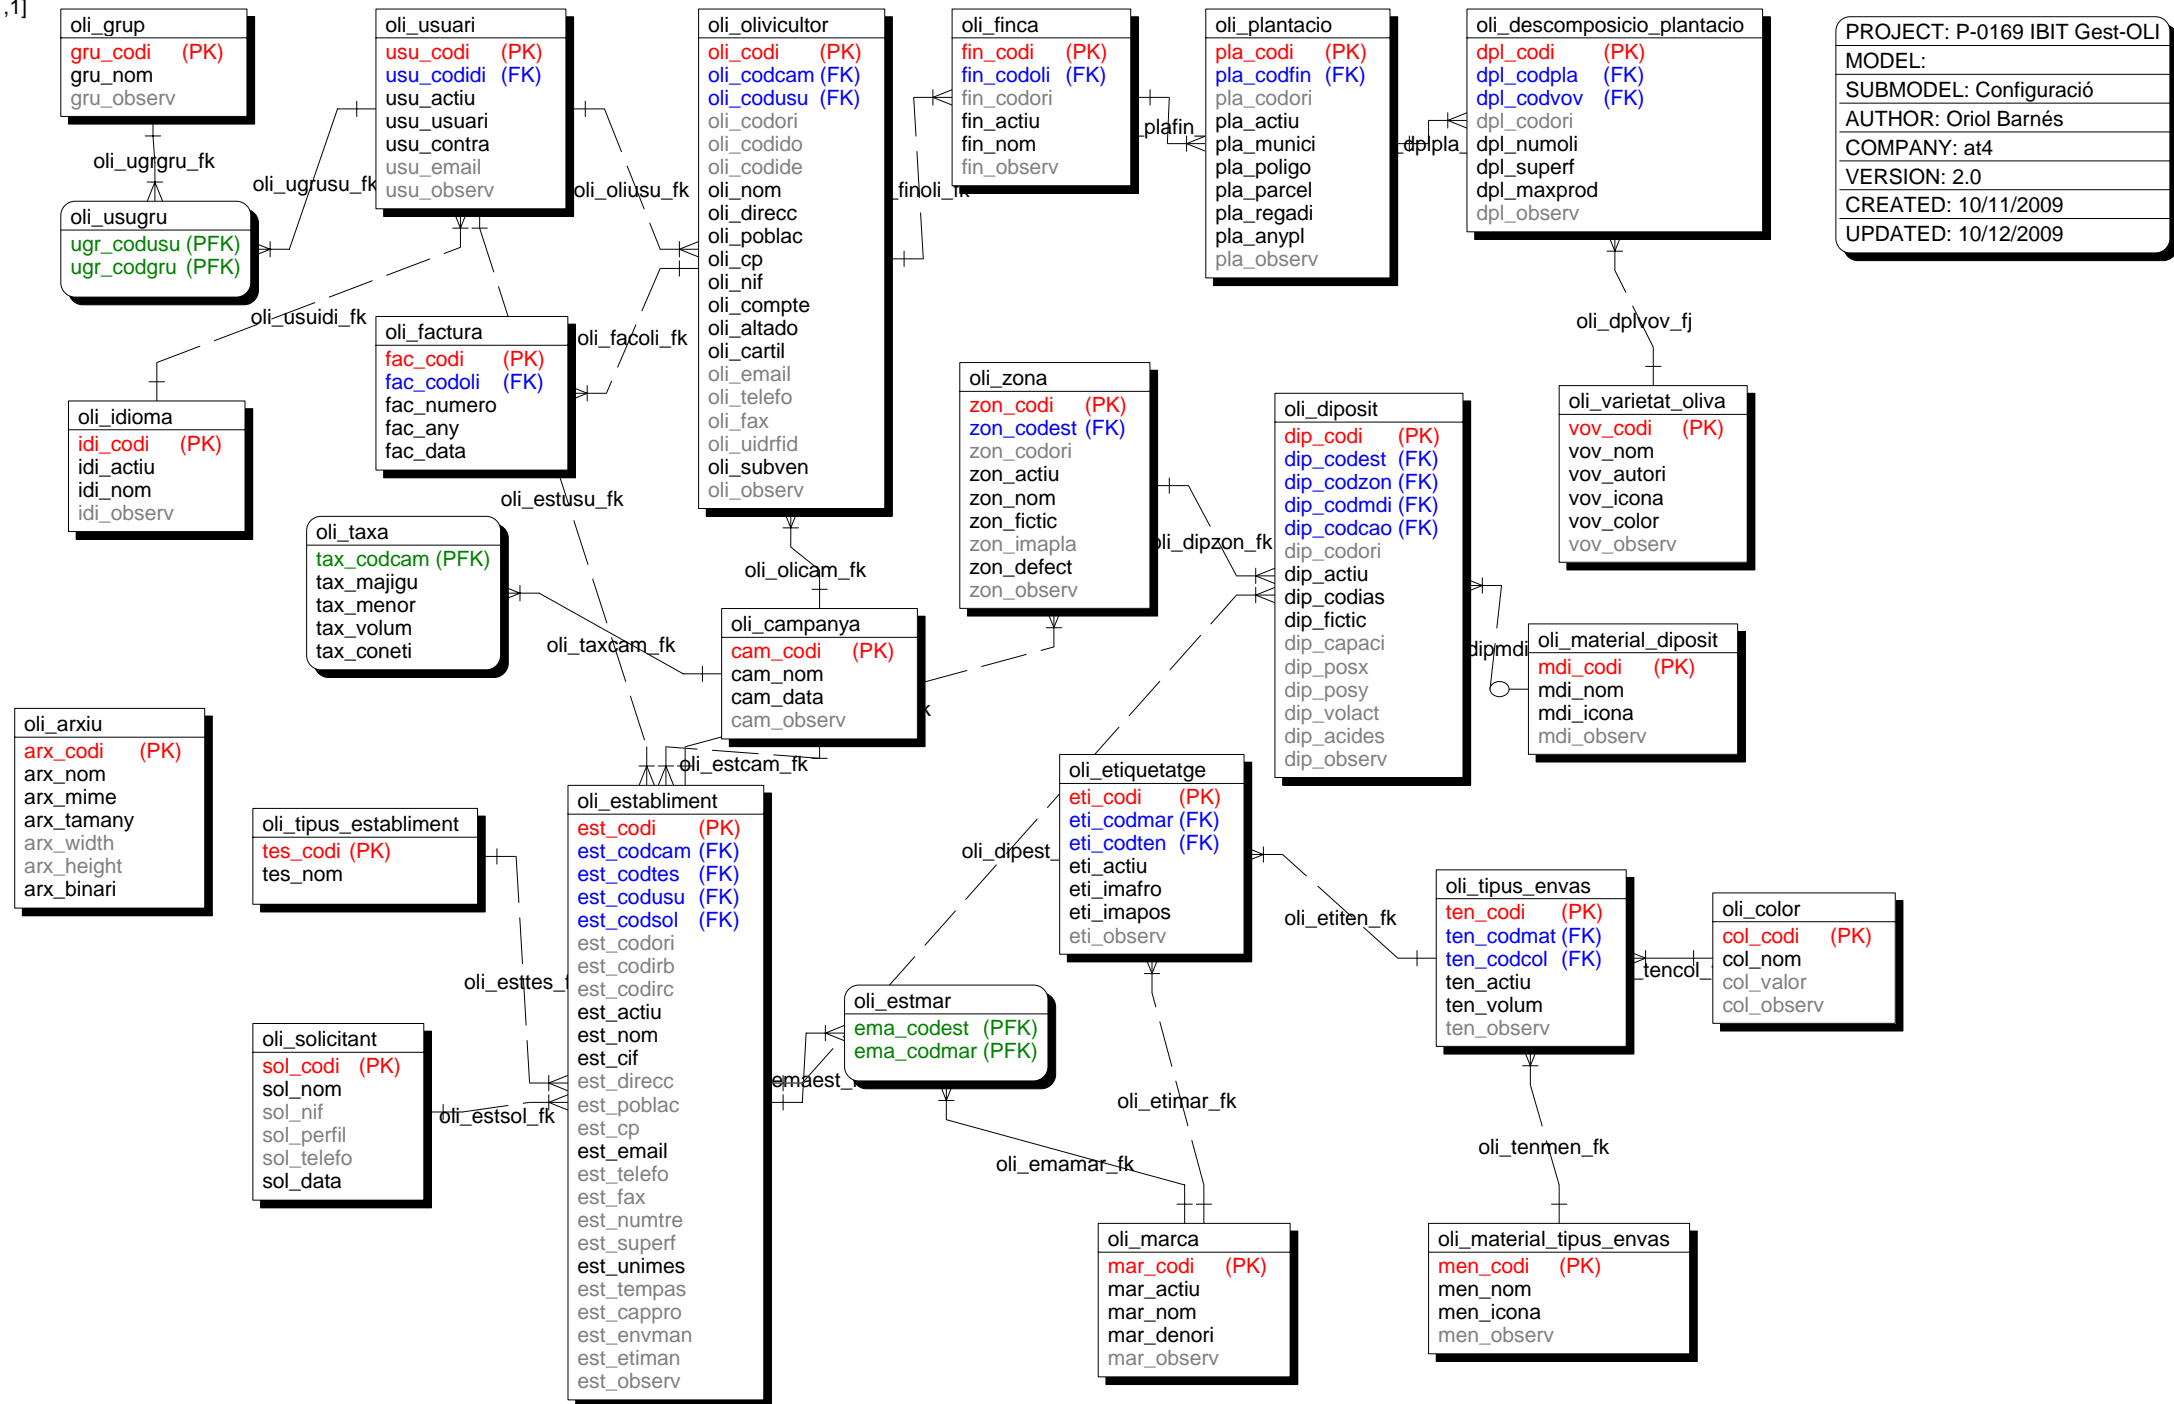 ,1]
oli_grup
gru_codi (PK)
gru_nom
gru_observ
oli_ugrgru_fk
oli_usugru
ugr_codusu (PFK)
ugr_codgru (PFK)
oli_ugrusu_fk
oli_usuari
usu_codi (PK)
usu_codidi (FK)
usu_actiu
usu_usuari
usu_contra
usu_email
usu_observ
oli_oliusu_fk
oli_usuidi_fk
oli_idioma
idi_codi (PK)
idi_actiu
idi_nom
idi_observ
oli_factura
fac_codi (PK)
fac_codoli (FK)
fac_numero
fac_any
fac_data
oli_facoli_fk
oli_estusu_fk
oli_olivicultor
oli_codi (PK)
oli_codcam (FK)
oli_codusu (FK)
oli_codori
oli_codido
oli_codide
oli_nom
oli_direcc
oli_poblac
oli_cp
oli_nif
oli_compte
oli_altado
oli_cartil
oli_email
oli_telefo
oli_fax
oli_uidrfid
oli_subven
oli_observ
oli_olicam_fk
_finoli_fk
oli_finca
fin_codi (PK)
fin_codoli (FK)
fin_codori
fin_actiu
fin_nom
fin_observ
_plafin_
oli_plantacio
pla_codi (PK)
pla_codfin (FK)
pla_codori
pla_actiu
pla_munici
pla_poligo
pla_parcel
pla_regadi
pla_anypl
pla_observ
_dplpla_
oli_descomposicio_plantacio
dpl_codi (PK)
dpl_codpla (FK)
dpl_codvov (FK)
dpl_codori
dpl_numoli
dpl_superf
dpl_maxprod
dpl_observ
oli_dplvov_fj
PROJECT: P-0169 IBIT Gest-OLI
MODEL:
SUBMODEL: Configuració
AUTHOR: Oriol Barnés
COMPANY: at4
VERSION: 2.0
CREATED: 10/11/2009
UPDATED: 10/12/2009
oli_varietat_oliva
vov_codi (PK)
vov_nom
vov_autori
vov_icona
vov_color
vov_observ
oli_zona
zon_codi (PK)
zon_codest (FK)
zon_codori
zon_actiu
zon_nom
zon_fictic
zon_imapla
zon_defect
zon_observ
oli_dipzon_fk
oli_diposit
dip_codi (PK)
dip_codest (FK)
dip_codzon (FK)
dip_codmdi (FK)
dip_codcao (FK)
dip_codori
dip_actiu
dip_codias
dip_fictic
dip_capaci
dip_posx
dip_posy
dip_volact
dip_acides
dip_observ
dipmdi
oli_material_diposit
mdi_codi (PK)
mdi_nom
mdi_icona
mdi_observ
oli_taxa
tax_codcam (PFK)
tax_majigu
tax_menor
tax_volum
tax_coneti
oli_taxcam_fk
oli_campanya
cam_codi (PK)
cam_nom
cam_data
cam_observ
k
oli_estcam_fk
oli_arxiu
arx_codi (PK)
arx_nom
arx_mime
arx_tamany
arx_width
arx_height
arx_binari
oli_tipus_establiment
tes_codi (PK)
tes_nom
oli_esttes_f
oli_solicitant
sol_codi (PK)
sol_nom
sol_nif
sol_perfil
sol_telefo
sol_data
oli_estsol_fk
oli_establiment
est_codi (PK)
est_codcam (FK)
est_codtes (FK)
est_codusu (FK)
est_codsol (FK)
est_codori
est_codirb
est_codirc
est_actiu
est_nom
est_cif
est_direcc
est_poblac
est_cp
est_email
est_telefo
est_fax
est_numtre
est_superf
est_unimes
est_tempas
est_cappro
est_envman
est_etiman
est_observ
emaest_
oli_estmar
ema_codest (PFK)
ema_codmar (PFK)
oli_emamar_fk
oli_dipest_
oli_etiquetatge
eti_codi (PK)
eti_codmar (FK)
eti_codten (FK)
eti_actiu
eti_imafro
eti_imapos
eti_observ
oli_etimar_fk
oli_etiten_fk
oli_tipus_envas
ten_codi (PK)
ten_codmat (FK)
ten_codcol (FK)
ten_actiu
ten_volum
ten_observ
_tencol_
oli_color
col_codi (PK)
col_nom
col_valor
col_observ
oli_tenmen_fk
oli_marca
mar_codi (PK)
mar_actiu
mar_nom
mar_denori
mar_observ
oli_material_tipus_envas
men_codi (PK)
men_nom
men_icona
men_observ